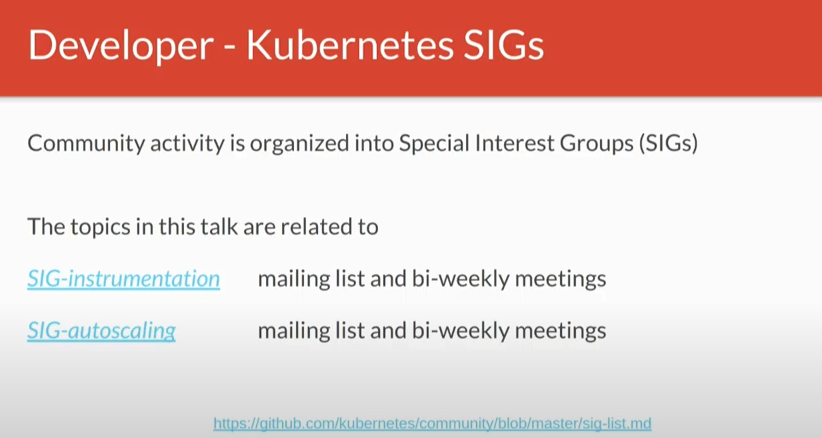 Developer - Kubernetes SIGs
Community activity is organized into Special Interest Groups (SIGs)
The topics in this talk are related to
SIG-instrumentation mailing list and bi-weekly meetings
SIG-autoscaling mailing list and bi-weekly meetings
https://github.com/kubernetes/community/blob/master/sig-list.md